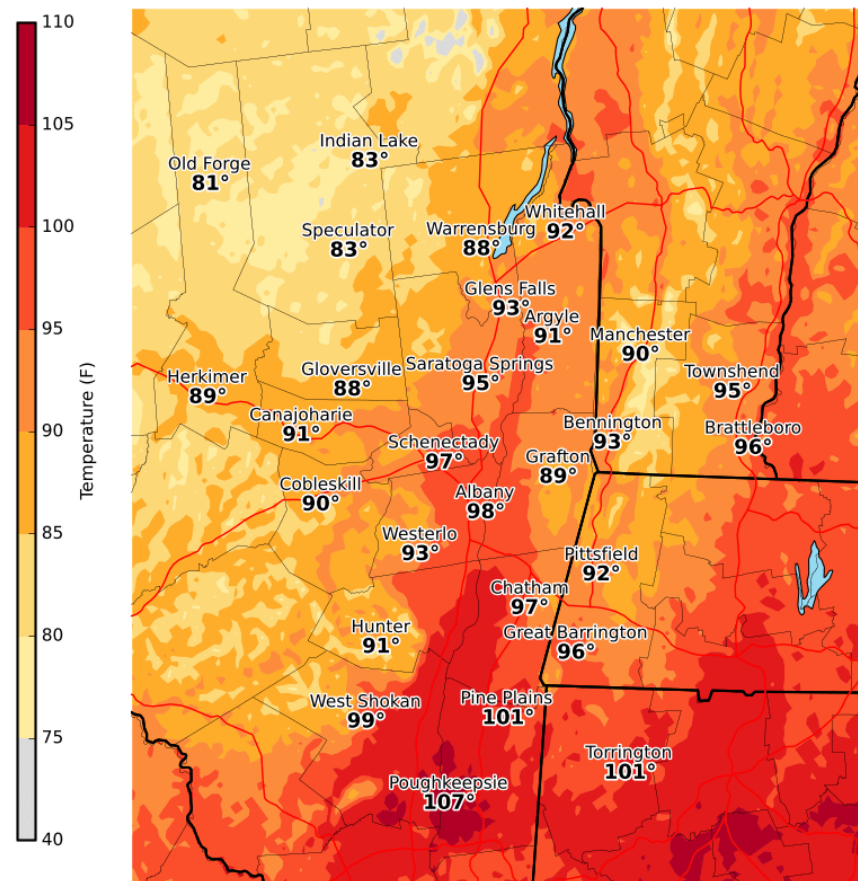 110
105
100
95
90
85
80
75
40
Temperature (F)
Indian Lake
83°
Old Forge
81°
Whitehall
92°
Speculator
83°
Warrensburg
88°
Glens Falls
93°
Argyle
91°
Manchester
90°
Saratoga Springs
95°
Gloversville
88°
Herkimer
89°
Townshend
95°
Canajoharie
91°
Bennington
93°
Brattleboro
96°
Schenectady
97°
Grafton
89°
Cobleskill
90°
Albany
98°
Westerlo
93°
Pittsfield
92°
Chatham
97°
Hunter
91°
Great Barrington
96°
West Shokan
99°
Pine Plains
101°
Torrington
101°
Poughkeepsie
107°